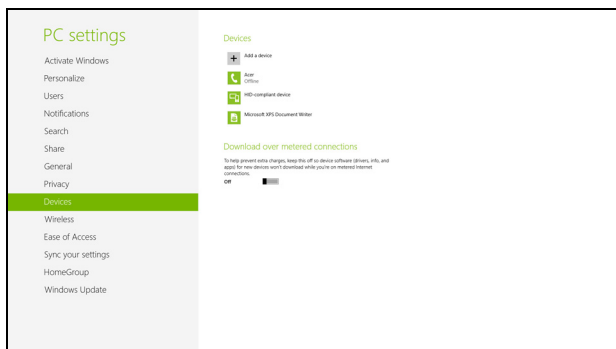 PC settings
Activate Windows
Personalize
Users
Notifications
Search
Share
General
Privacy
Devices
Wireless
Ease of Access
Sync your settings
HomeGroup
Windows Update
Devices
Add a device
Acer
Offline
HID-compliant device
Microsoft XPS Document Writer
Download over metered connections
To help prevent extra charges, keep this off so device software (drivers, info, and
apps) for new devices won't download while you're on metered Internet
connections.
Off